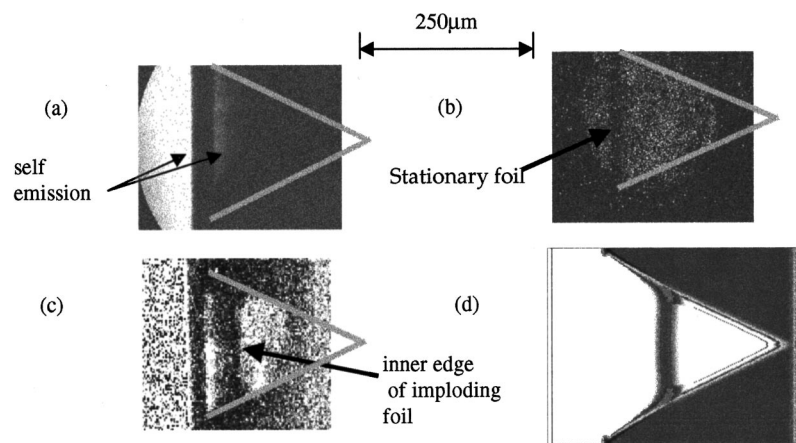 250μm
(a)
(b)
self
emission
Stationary foil
(c)
(d)
inner edge
of imploding
foil